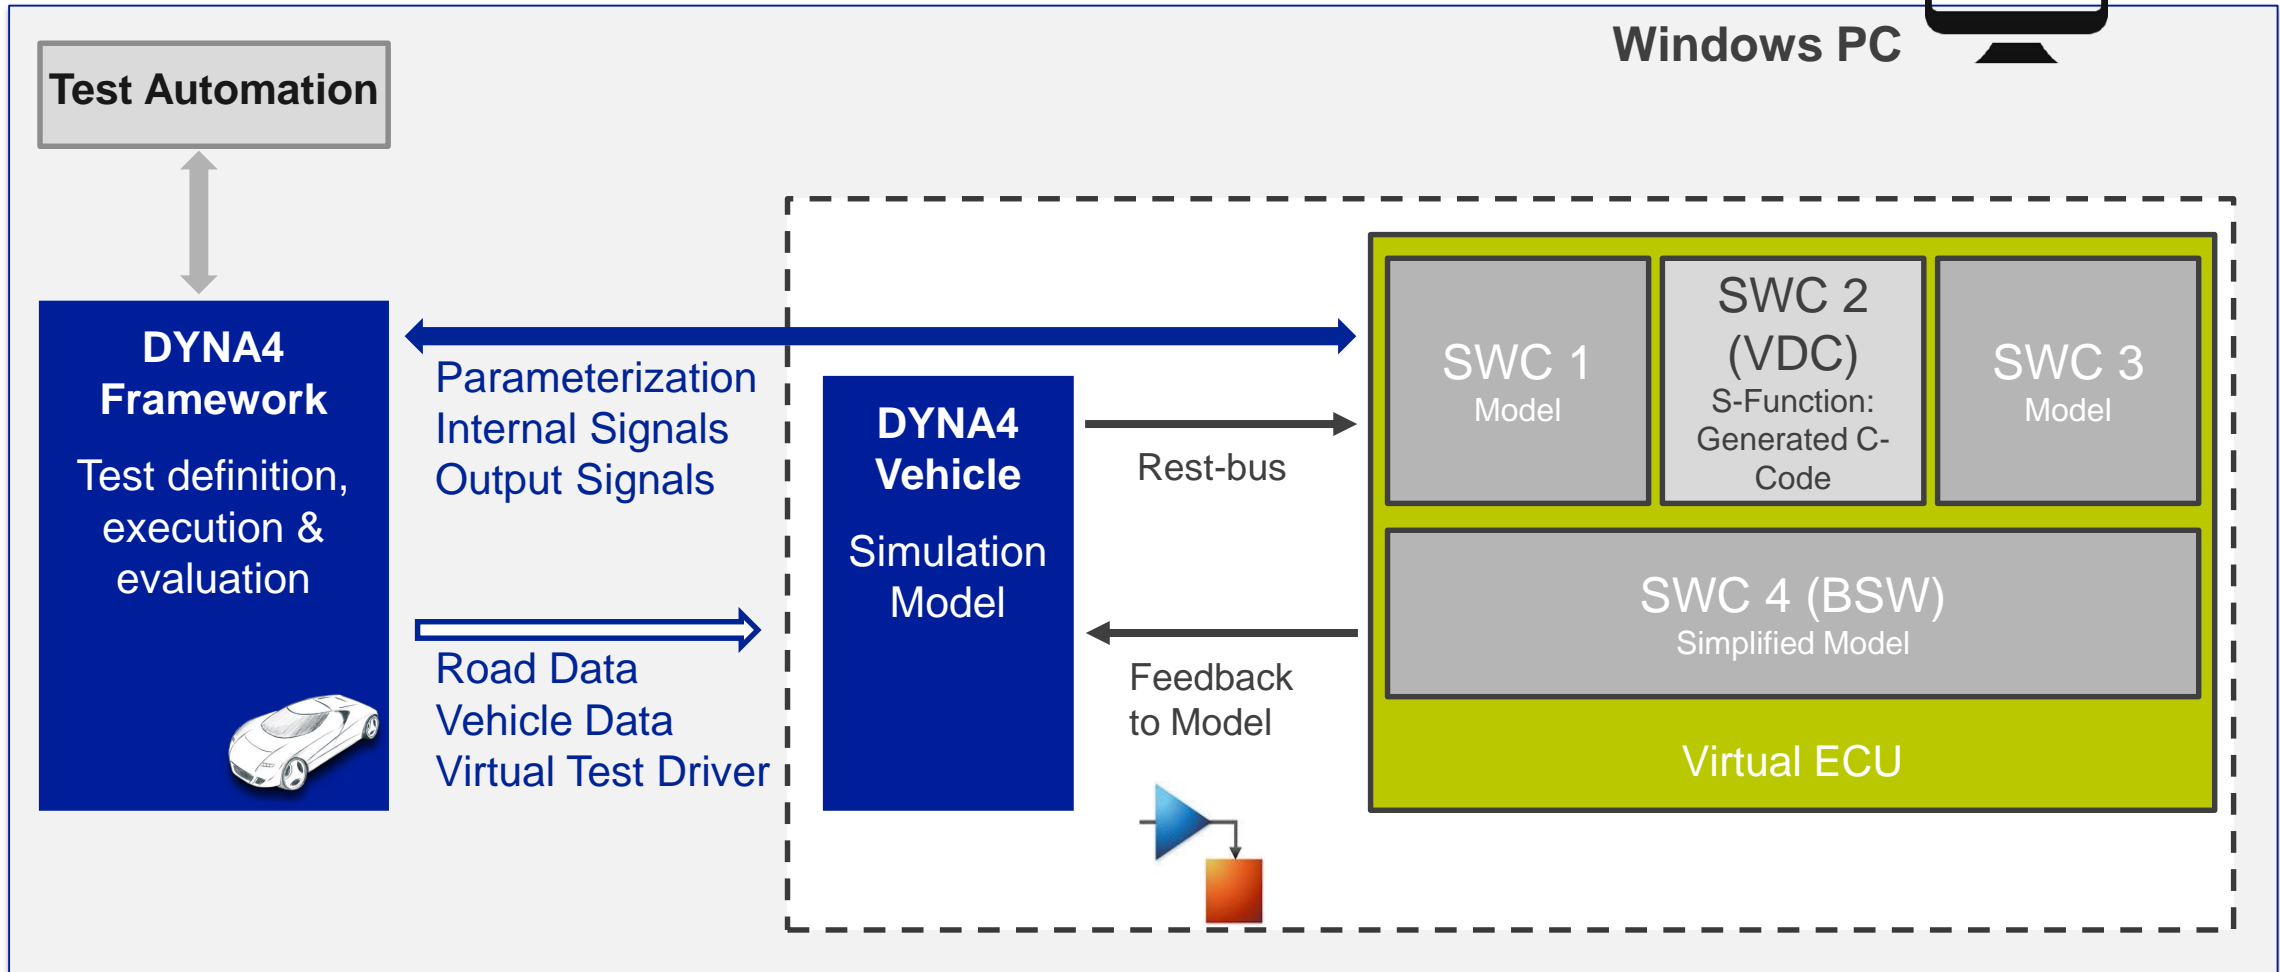 Windows PC
Test Automation
DYNA4
Framework
Test definition,
execution &
evaluation
Parameterization
Internal Signals
Output Signals
Road Data
Vehicle Data
Virtual Test Driver
DYNA4
Vehicle
Simulation
Model
Rest-bus
Feedback
to Model
SWC 1
Model
SWC 2
(VDC)
S-Function:
Generated C-
Code
SWC 3
Model
SWC 4 (BSW)
Simplified Model
Virtual ECU